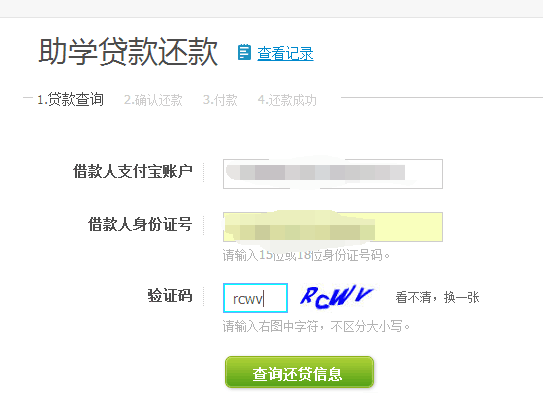 助学贷款还款 查看记录
1.贷款查询 2.确认还款 3.付款 4.还款成功
借款人支付宝账户
借款人身份证号
请输入15位或18位身份证号码。
验证码 rcwv RCWV 看不清，换一张
请输入右图中字符，不区分大小写。
查询还贷信息